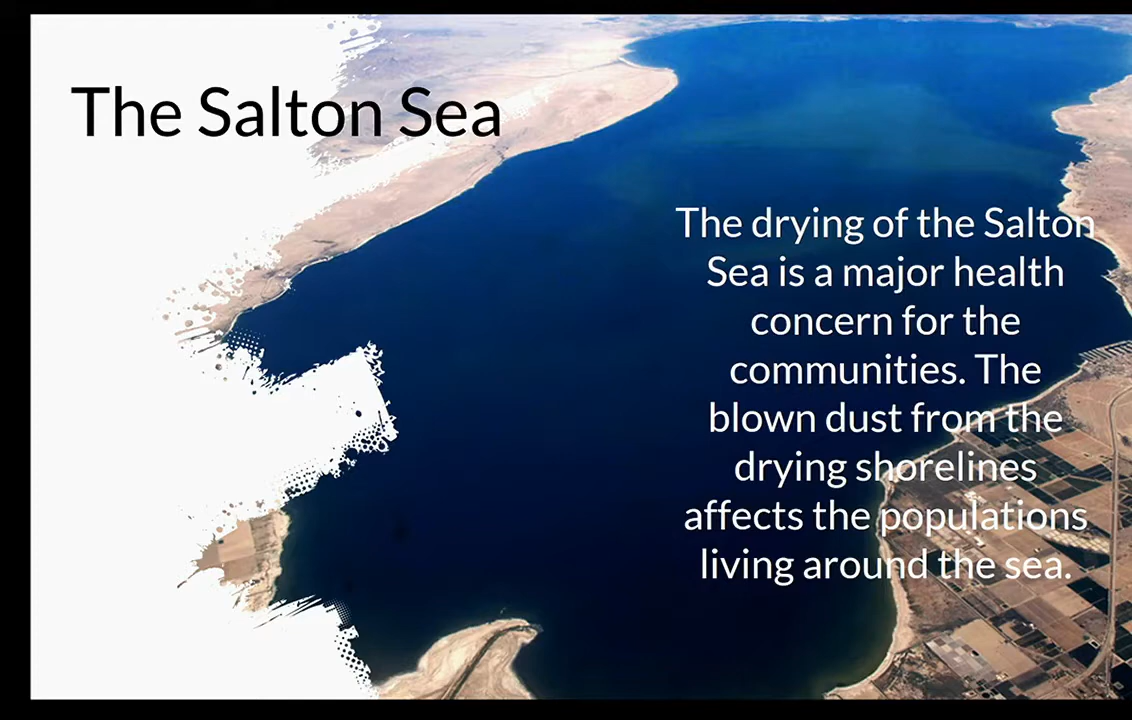 The Salton Sea
The drying of the Salton
Sea is a major health
concern for the
communities. The
blown dust from the
drying shorelines
affects the populations
living around the sea.